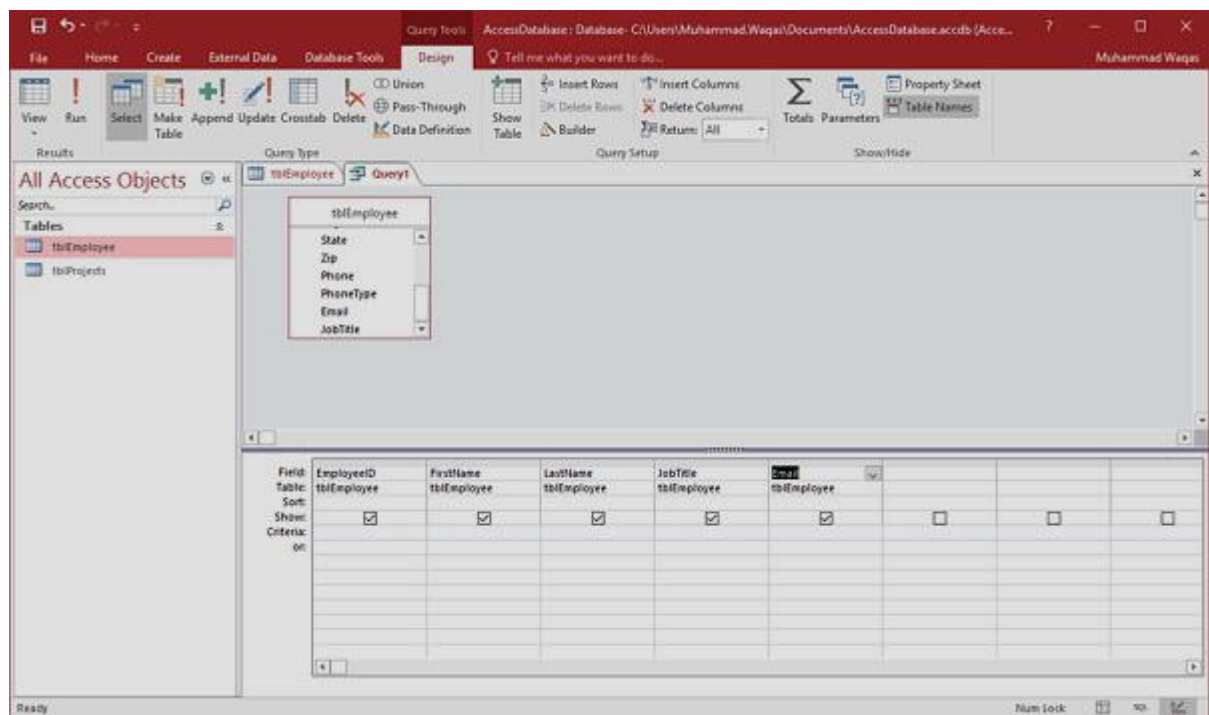 Query Tools AccessDatabase : Database- C:\Users\Muhammad.Waqas\Documents\AccessDatabase.accdb (Acce... ?
File Home Create External Data Database Tools Design Tell me what you want to do... Muhammad Waqas
View Run Select Make Table Append Update Crosstab Delete
Union
Pass-Through
Data Definition
Show Table
Insert Rows
Delete Rows
Builder
Insert Columns
Delete Columns
Return: All
Totals Parameters
Property Sheet
Table Names
Results Query Type Query Setup Show/Hide
All Access Objects
Search..
Tables
tblEmployee
tblProjects
tblEmployee Query1
tblEmployee
State
Zip
Phone
PhoneType
Email
JobTitle
Field: EmployeeID FirstName LastName JobTitle Email
Table: tblEmployee tblEmployee tblEmployee tblEmployee tblEmployee
Sort:
Show:
Criteria:
or:
Ready Num Lock SQL